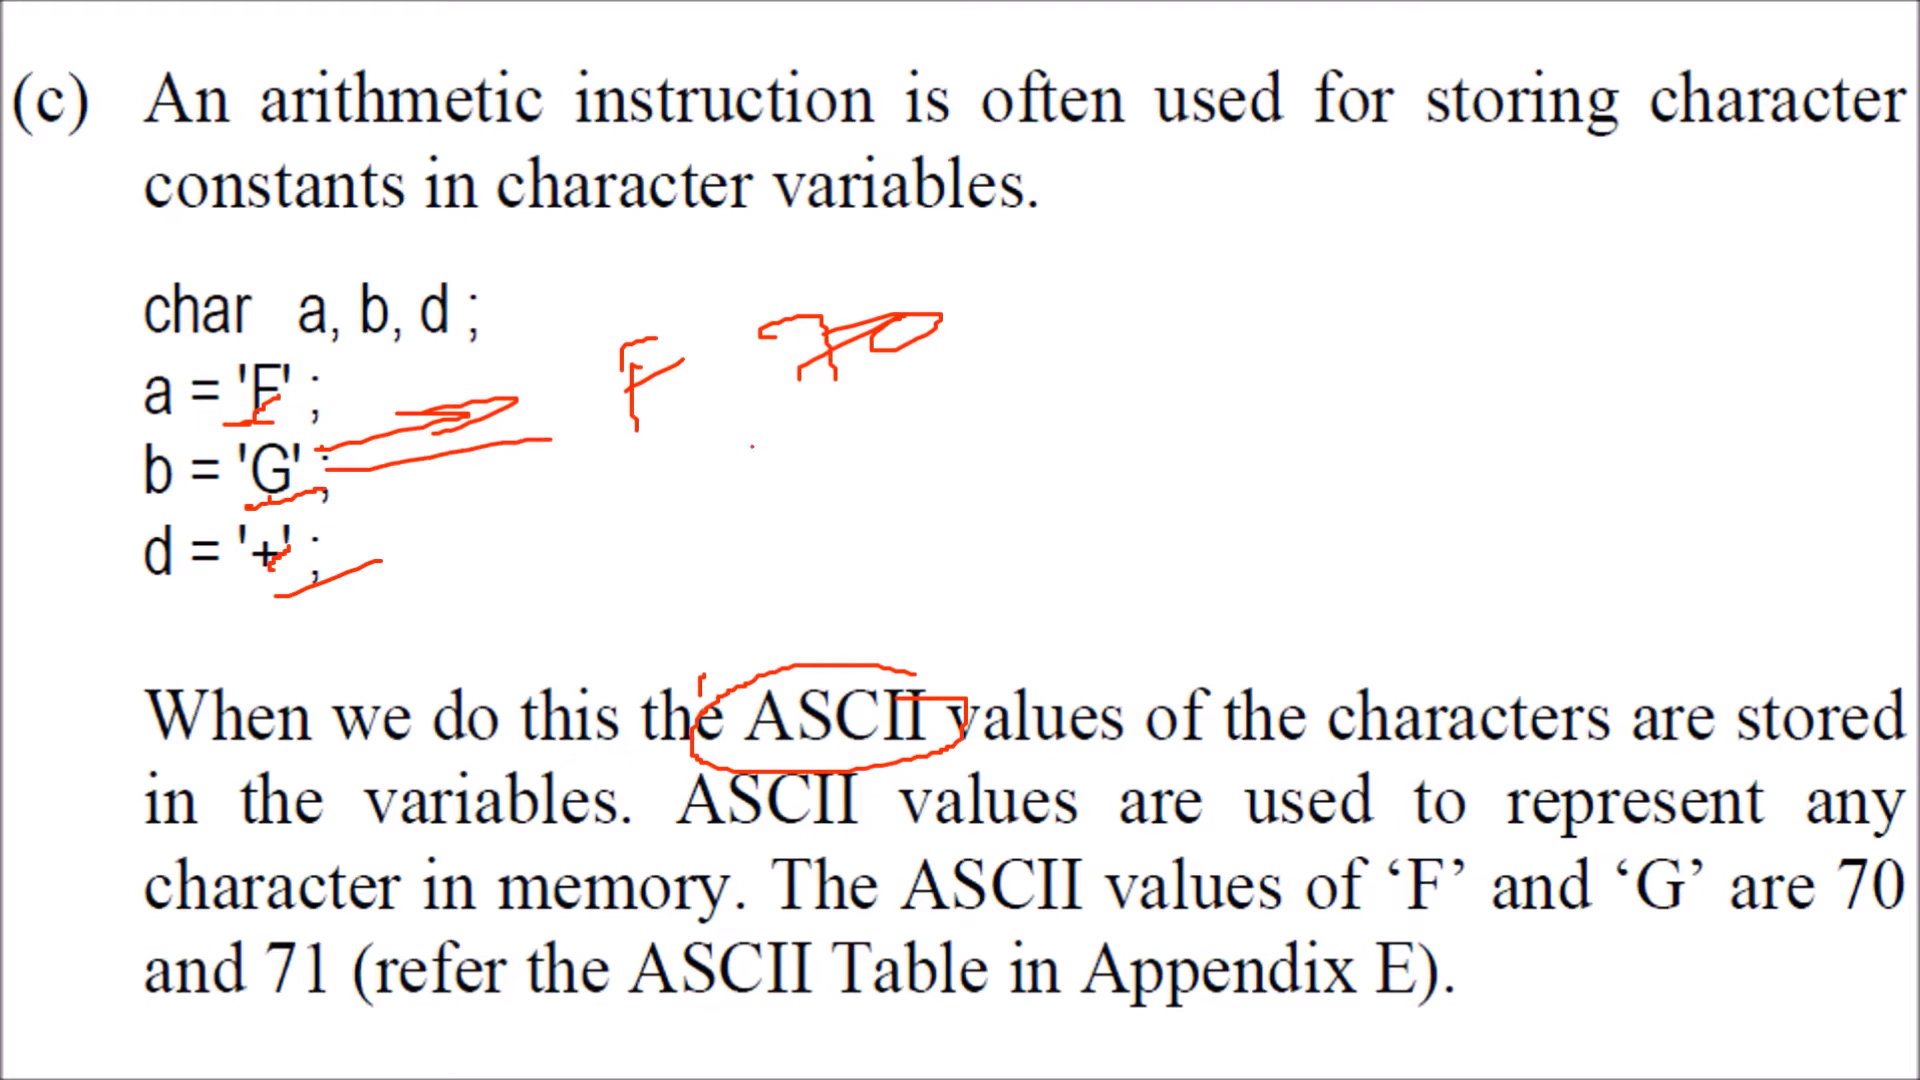 (c) An arithmetic instruction is often used for storing character
constants in character variables.
char a, b, d ;
a = 'F' ;
F 70
b = 'G' ;
d = '+' ;
When we do this the ASCII values of the characters are stored
in the variables. ASCII values are used to represent any
character in memory. The ASCII values of ‘F’ and ‘G’ are 70
and 71 (refer the ASCII Table in Appendix E).